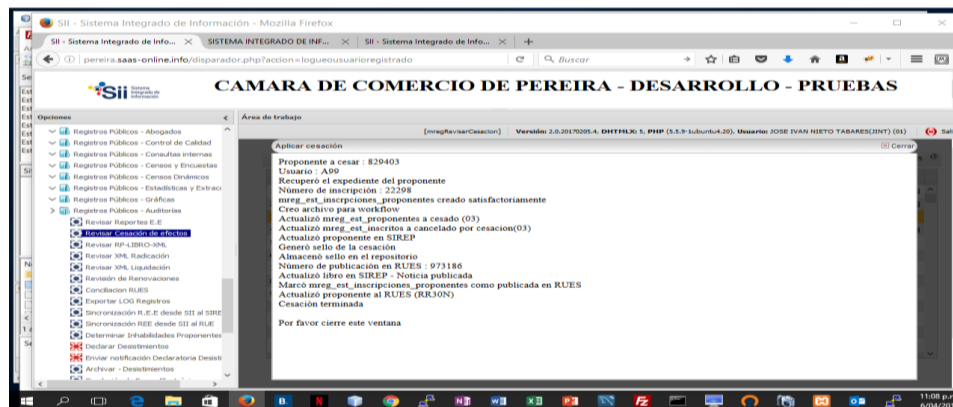 SII - Sistema Integrado de Información - Mozilla Firefox
SII - Sistema Integrado de Info...
SISTEMA INTEGRADO DE INF...
SII - Sistema Integrado de Info...
pereira.saas-online.info/disparador.php?accion=logueousuarioregistrado
Buscar
Sii Sistema Integrado de Información
CAMARA DE COMERCIO DE PEREIRA - DESARROLLO - PRUEBAS
Opciones
Área de trabajo
[mregRevisarCesacion] Versión: 2.0.20170205.4, DHTMLX: 5, PHP (5.5.9-1ubuntu4.20), Usuario: JOSE IVAN NIETO TABARES(JINT) (01) Sali
Registros Públicos - Abogados
Registros Públicos - Control de Calidad
Registros Públicos - Consultas internas
Registros Públicos - Censos y Encuestas
Registros Públicos - Censos Dinámicos
Registros Públicos - Estadísticas y Extracc
Registros Públicos - Gráficas
Registros Públicos - Auditorías
Revisar Reportes E.E
Revisar Cesación de efectos
Revisar RP-LIBRO-XML
Revisar XML Radicación
Revisar XML Liquidación
Revisión de Renovaciones
Conciliacion RUES
Exportar LOG Registros
Sincronización R.E.E desde SII al SIRE
Sincronización REE desde SII al RUE
Determinar Inhabilidades Proponentes
Declarar Desistimientos
Enviar notificación Declaratoria Desisti
Archivar - Desistimientos
Aplicar cesación
Cerrar
Proponente a cesar : 829403
Usuario : A99
Recuperó el expediente del proponente
Número de inscripción : 22298
mreg_est_inscrpciones_proponentes creado satisfactoriamente
Creo archivo para workflow
Actualizó mreg_est_proponentes a cesado (03)
Actualizó mreg_est_inscritos a cancelado por cesacion(03)
Actualizó proponente en SIREP
Generó sello de la cesación
Almacenó sello en el repositorio
Número de publicación en RUES : 973186
Actualizó libro en SIREP - Noticia publicada
Marcó mreg_est_inscripciones_proponentes como publicada en RUES
Actualizó proponente al RUES (RR30N)
Cesación terminada
Por favor cierre este ventana
11:08 p.m